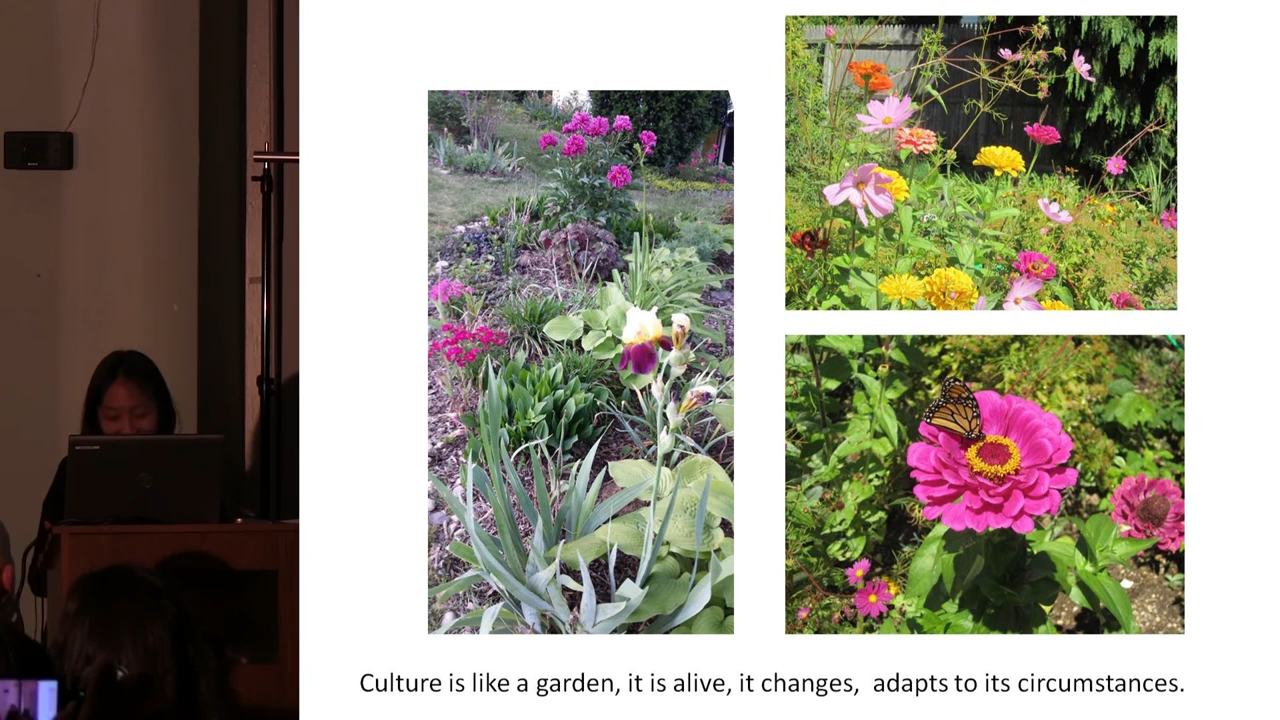 Culture is like a garden, it is alive, it changes,  adapts to its circumstances.